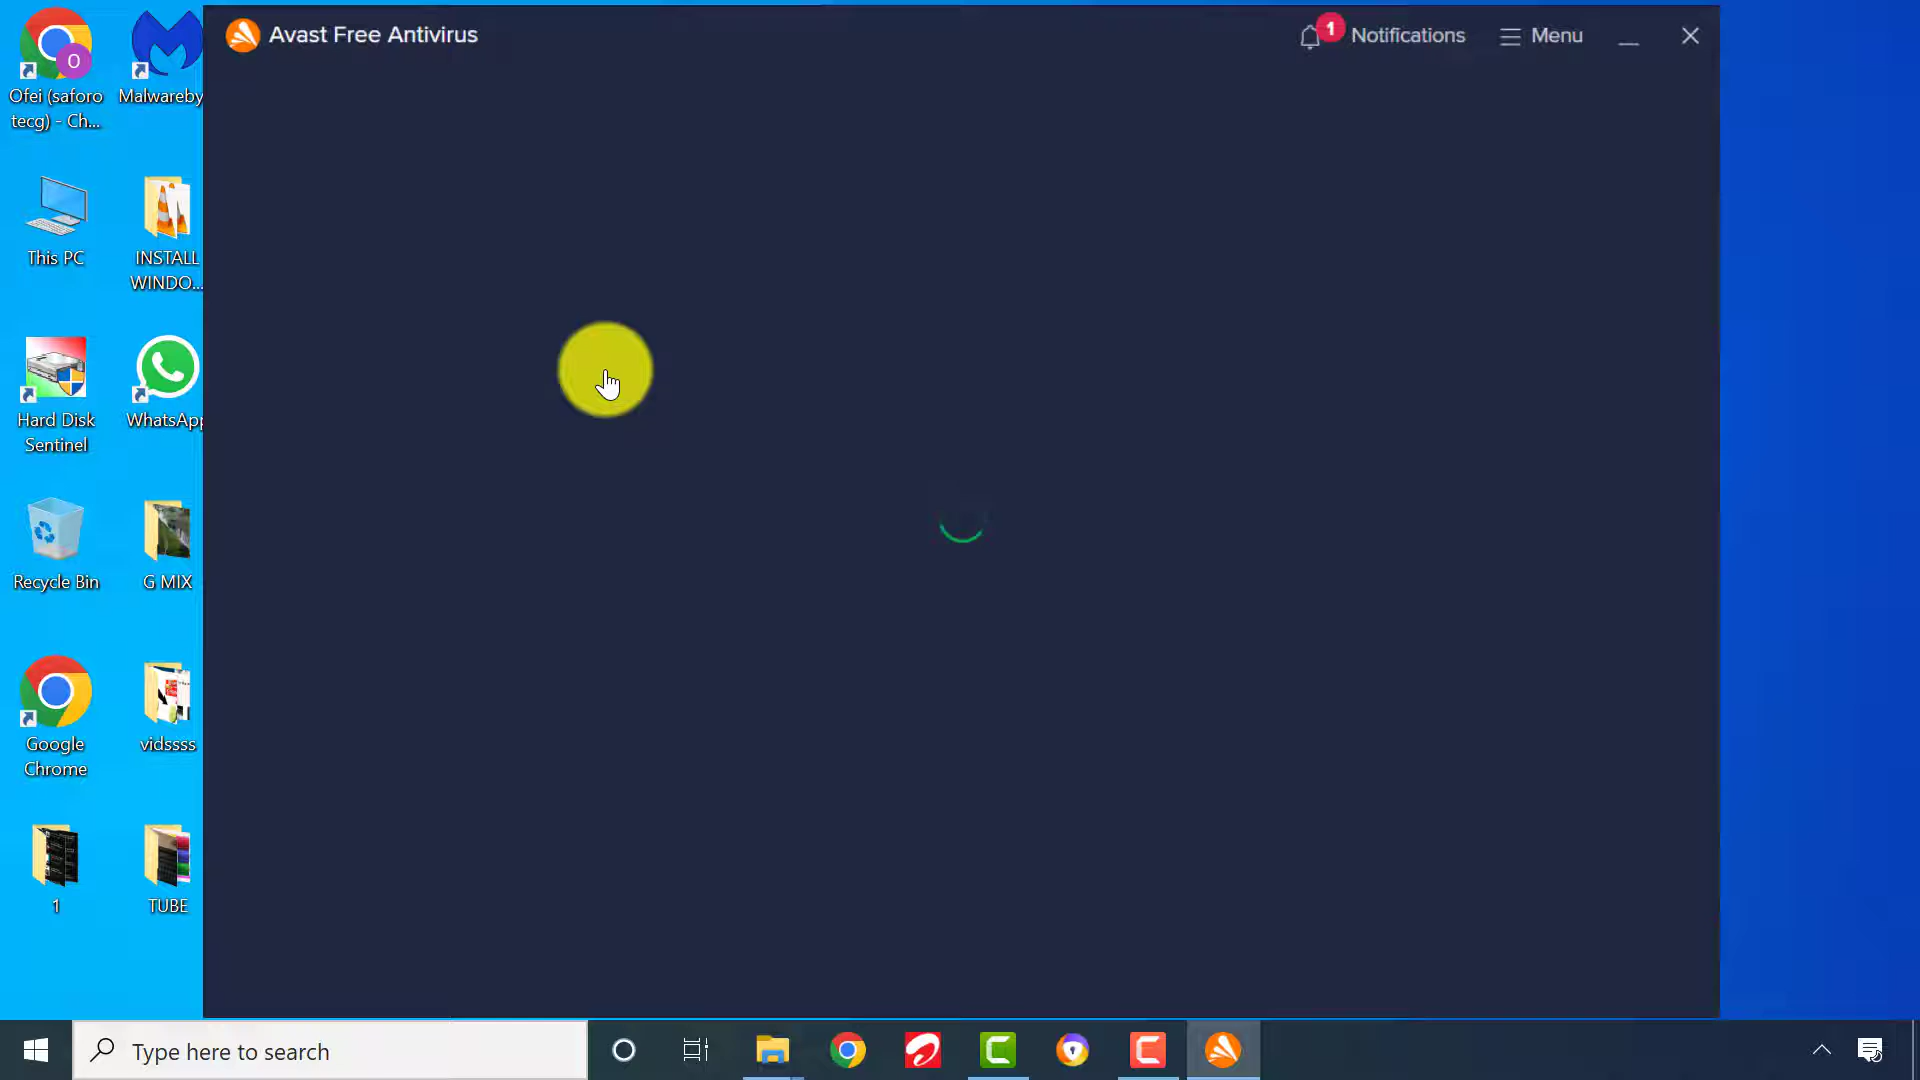 Avast Free Antivirus
1
Notifications
Menu
O
Ofei (saforo
tecg) - Ch...
Malwareby
This PC
INSTALL
WINDO...
Hard Disk
Sentinel
WhatsApp
Recycle Bin
G MIX
Google
Chrome
vidssss
1
TUBE
Type here to search